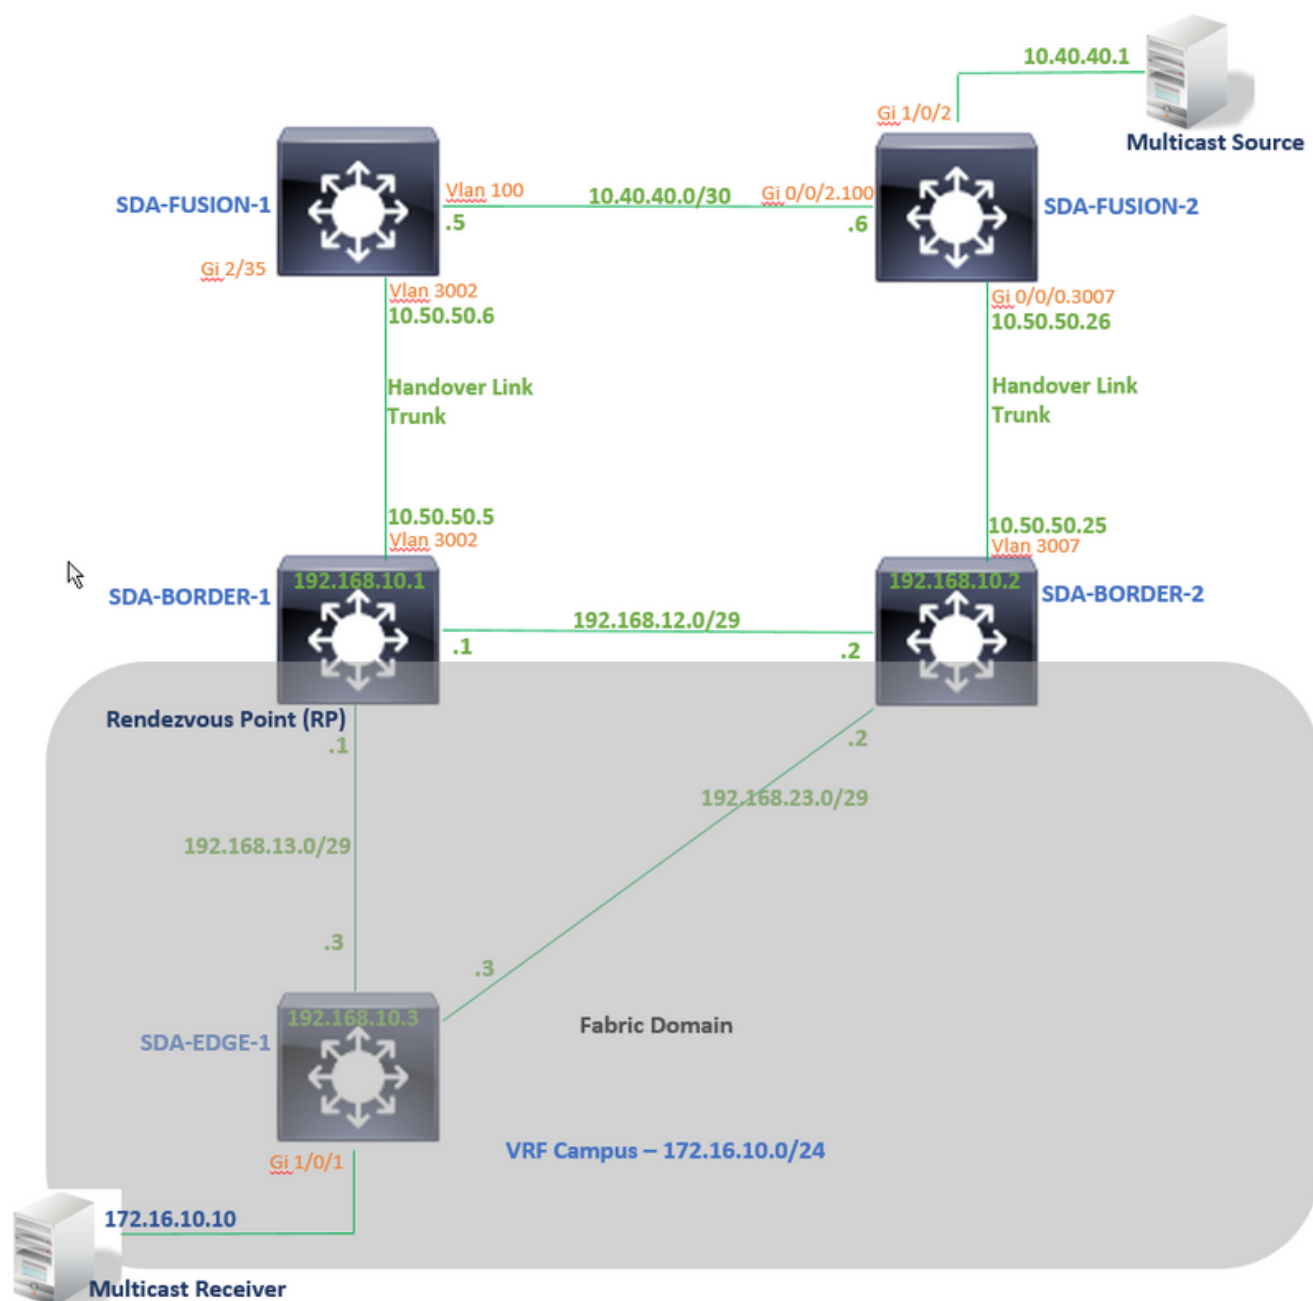 10.40.40.1
Gi 1/0/2
Multicast Source
SDA-FUSION-1
Vlan 100
10.40.40.0/30
Gi 0/0/2.100
SDA-FUSION-2
.5
.6
Gi 2/35
Vlan 3002
10.50.50.6
Gi 0/0/0.3007
10.50.50.26
Handover Link
Trunk
Handover Link
Trunk
10.50.50.5
Vlan 3002
10.50.50.25
Vlan 3007
SDA-BORDER-1
192.168.10.1
192.168.12.0/29
192.168.10.2
SDA-BORDER-2
.1
.2
Rendezvous Point (RP)
.1
.2
192.168.23.0/29
192.168.13.0/29
.3
.3
192.168.10.3
SDA-EDGE-1
Fabric Domain
VRF Campus – 172.16.10.0/24
Gi 1/0/1
172.16.10.10
Multicast Receiver